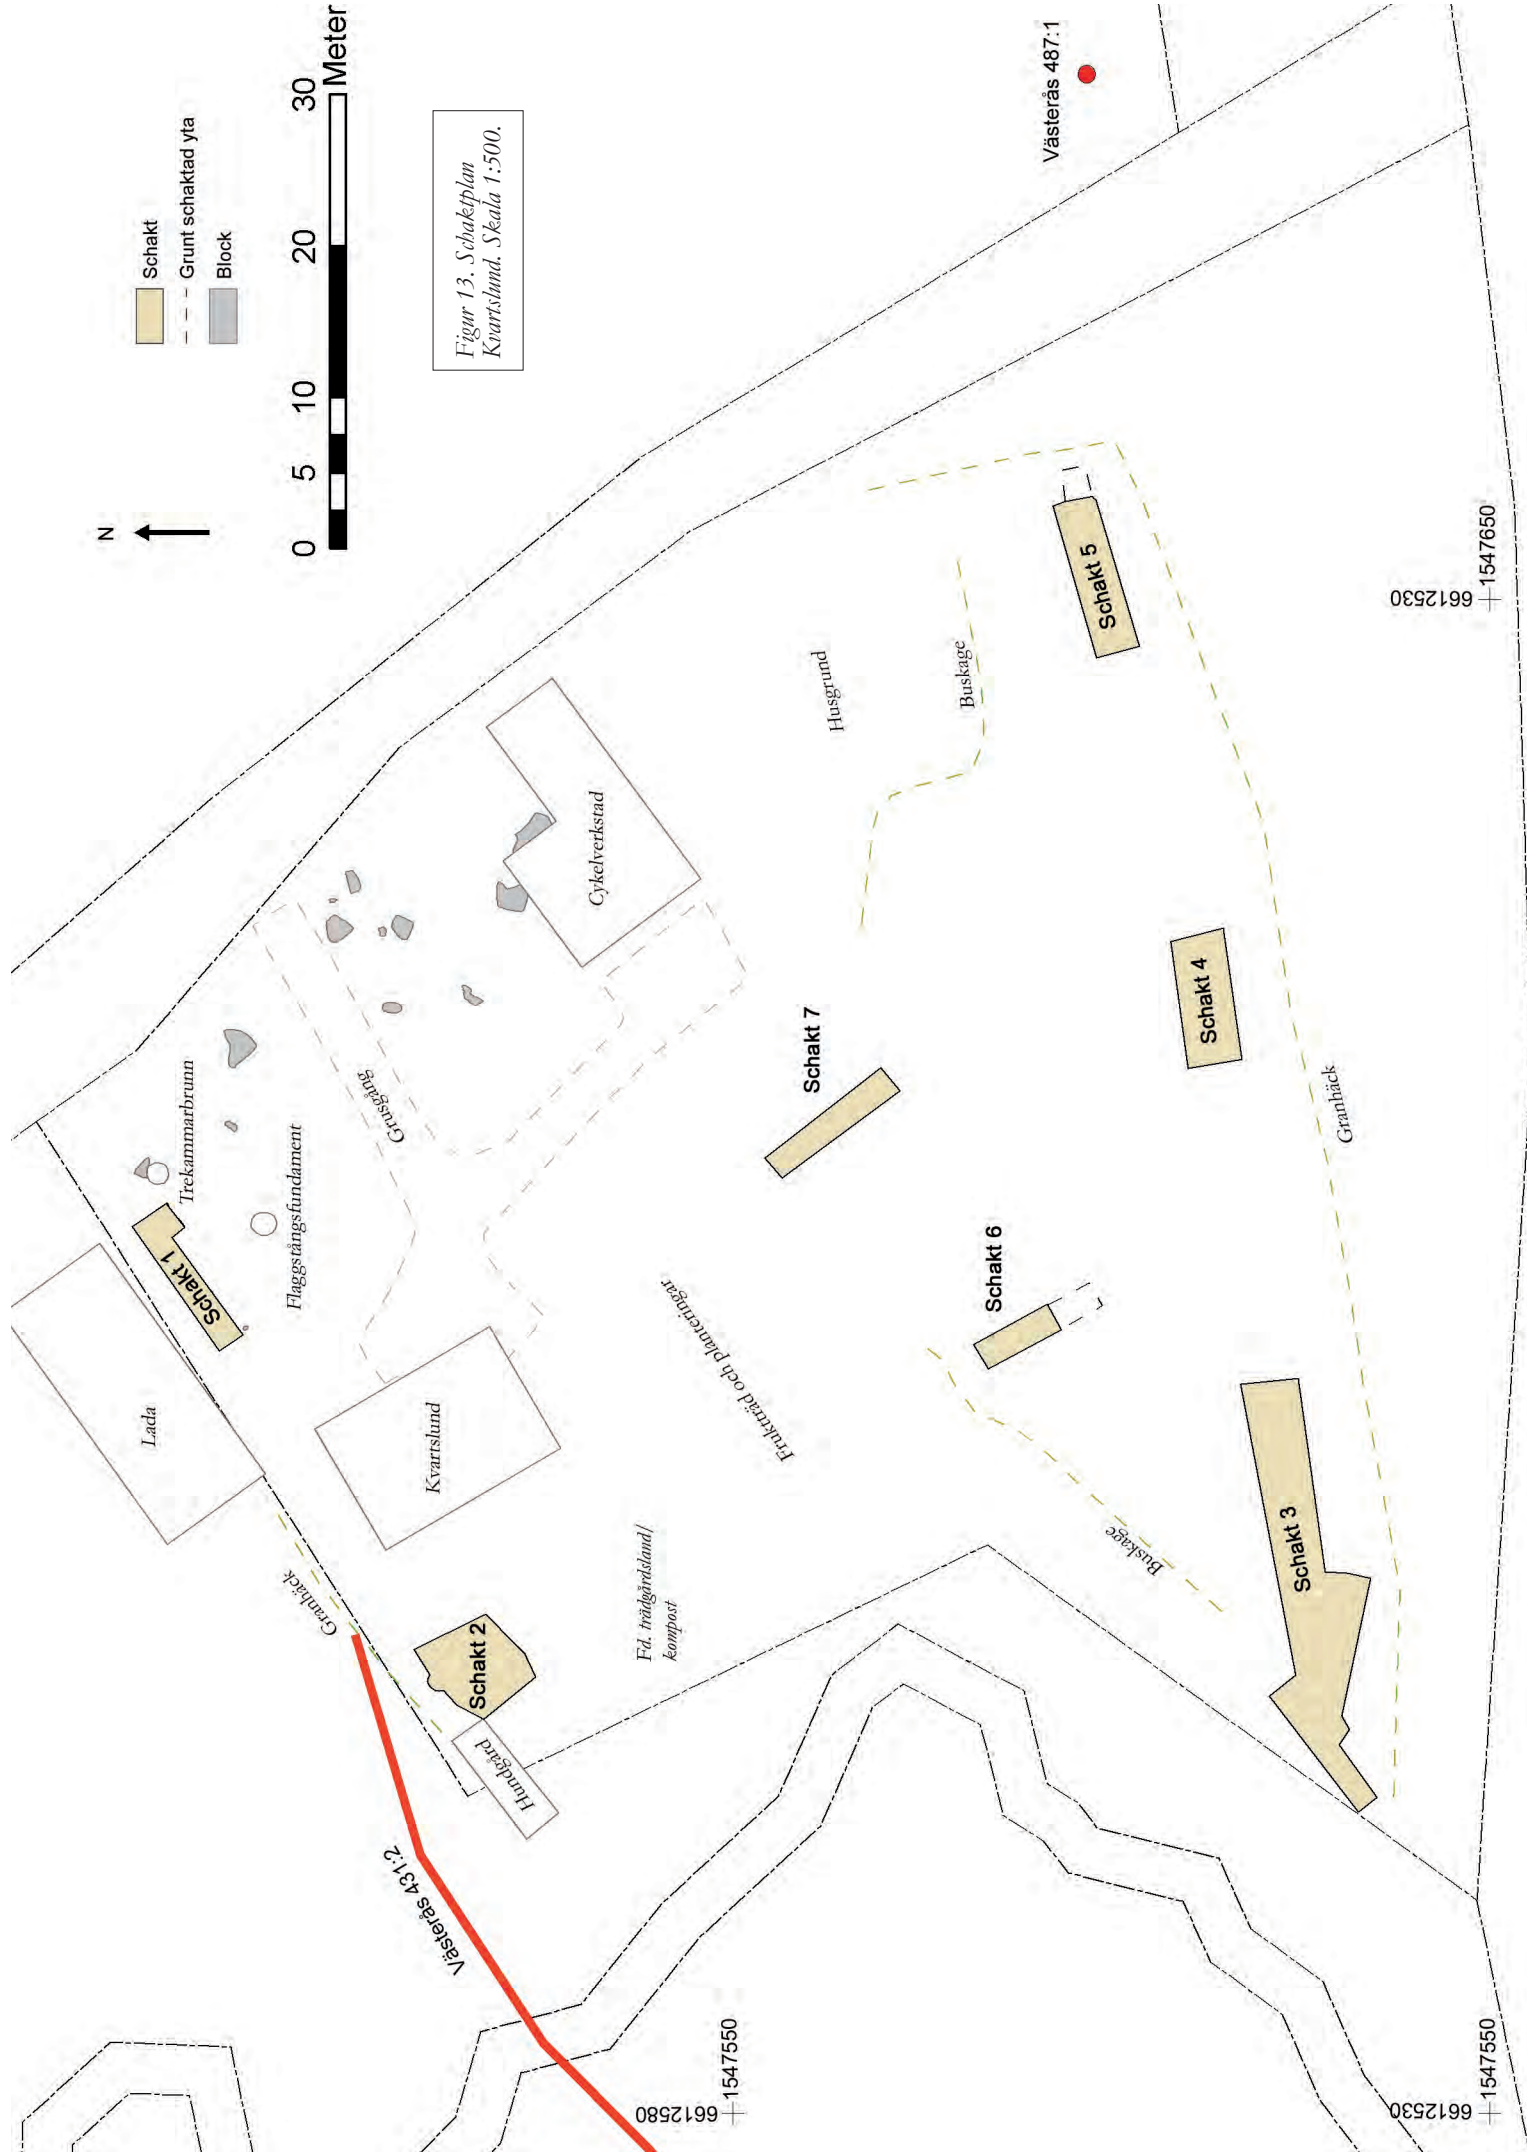 Schakt
Grunt schaktad yta
Block
N
0 5 10 20 30
Meter
Figur 13. Schaktplan
Kvartslund. Skala 1:500.
Västerås 487:1
Lada
Schakt 1
Trekammarbrunn
Flaggstångsfundament
Grusgång
Cykelverkstad
Kvartslund
Granhäck
Västerås 431:2
Hundgård
Schakt 2
Fd. trädgårdsland/
kompost
Fruktträd och planteringar
Schakt 7
Husgrund
Buskage
Schakt 6
Schakt 5
Buskage
Schakt 4
Schakt 3
Granhäck
6612580
1547550
6612530
1547550
6612530
1547650